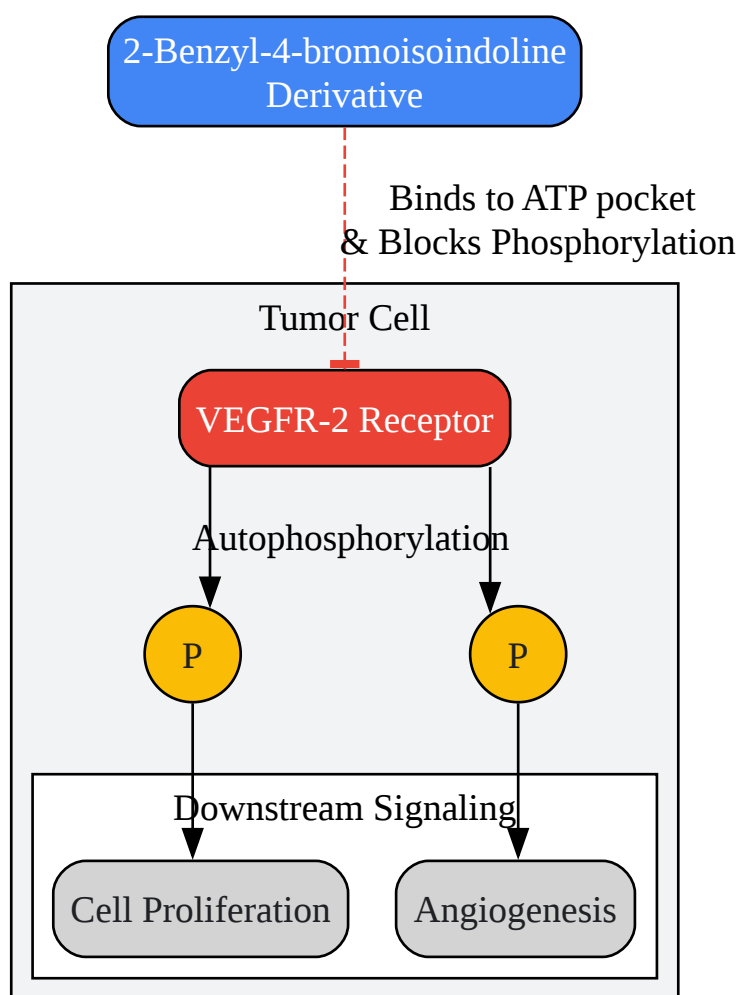 2-Benzyl-4-bromoisoindoline
Derivative
Binds to ATP pocket
& Blocks Phosphorylation
Tumor Cell
VEGFR-2 Receptor
Autophosphorylation
P
P
Downstream Signaling
Cell Proliferation
Angiogenesis